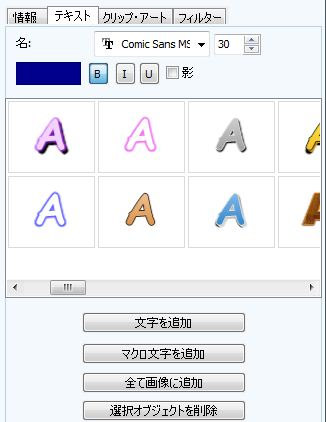 情報 テキスト クリップ・アート フィルター
名: Comic Sans MS 30
B I U 影
A A A A
A A A A
文字を追加
マクロ文字を追加
全て画像に追加
選択オブジェクトを削除